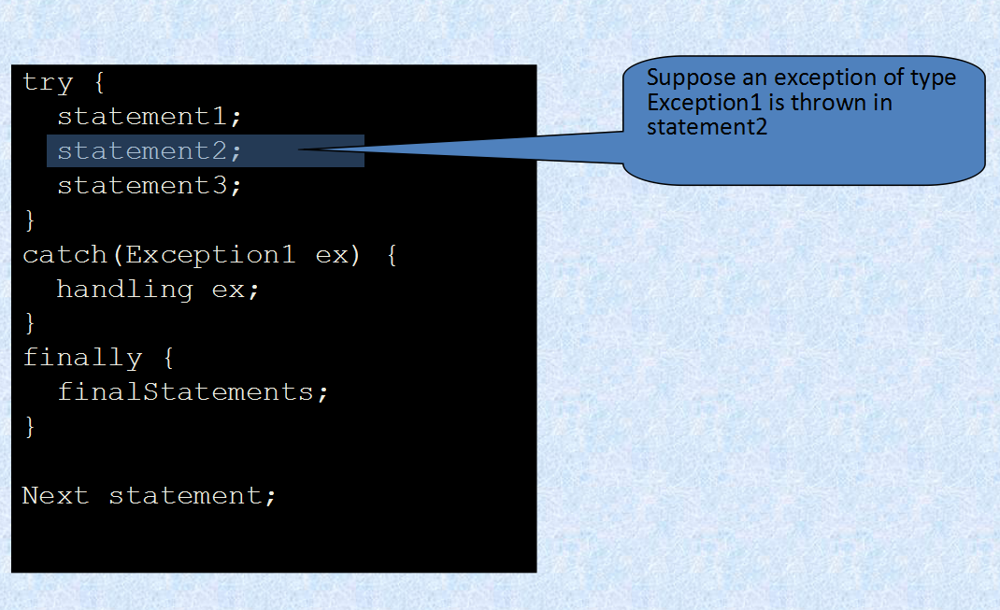 try {
statement1;
statement2;
statement3;
}
catch(Exception1 ex) {
handling ex;
}
finally {
finalStatements;
}
Next statement;
Suppose an exception of type
Exception1 is thrown in
statement2